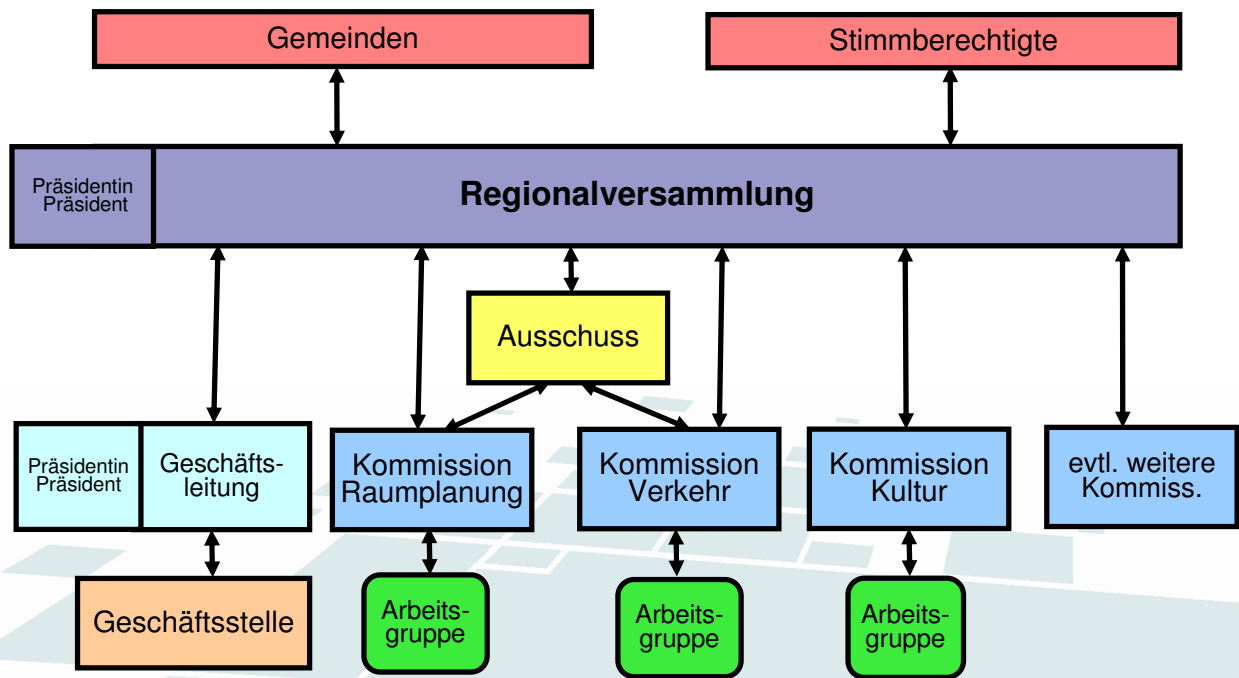 Gemeinden
Stimmberechtigte
Präsidentin
Präsident
Regionalversammlung
Ausschuss
Präsidentin
Präsident
Geschäfts-
leitung
Kommission
Raumplanung
Kommission
Verkehr
Kommission
Kultur
evtl. weitere
Kommiss.
Geschäftsstelle
Arbeits-
gruppe
Arbeits-
gruppe
Arbeits-
gruppe